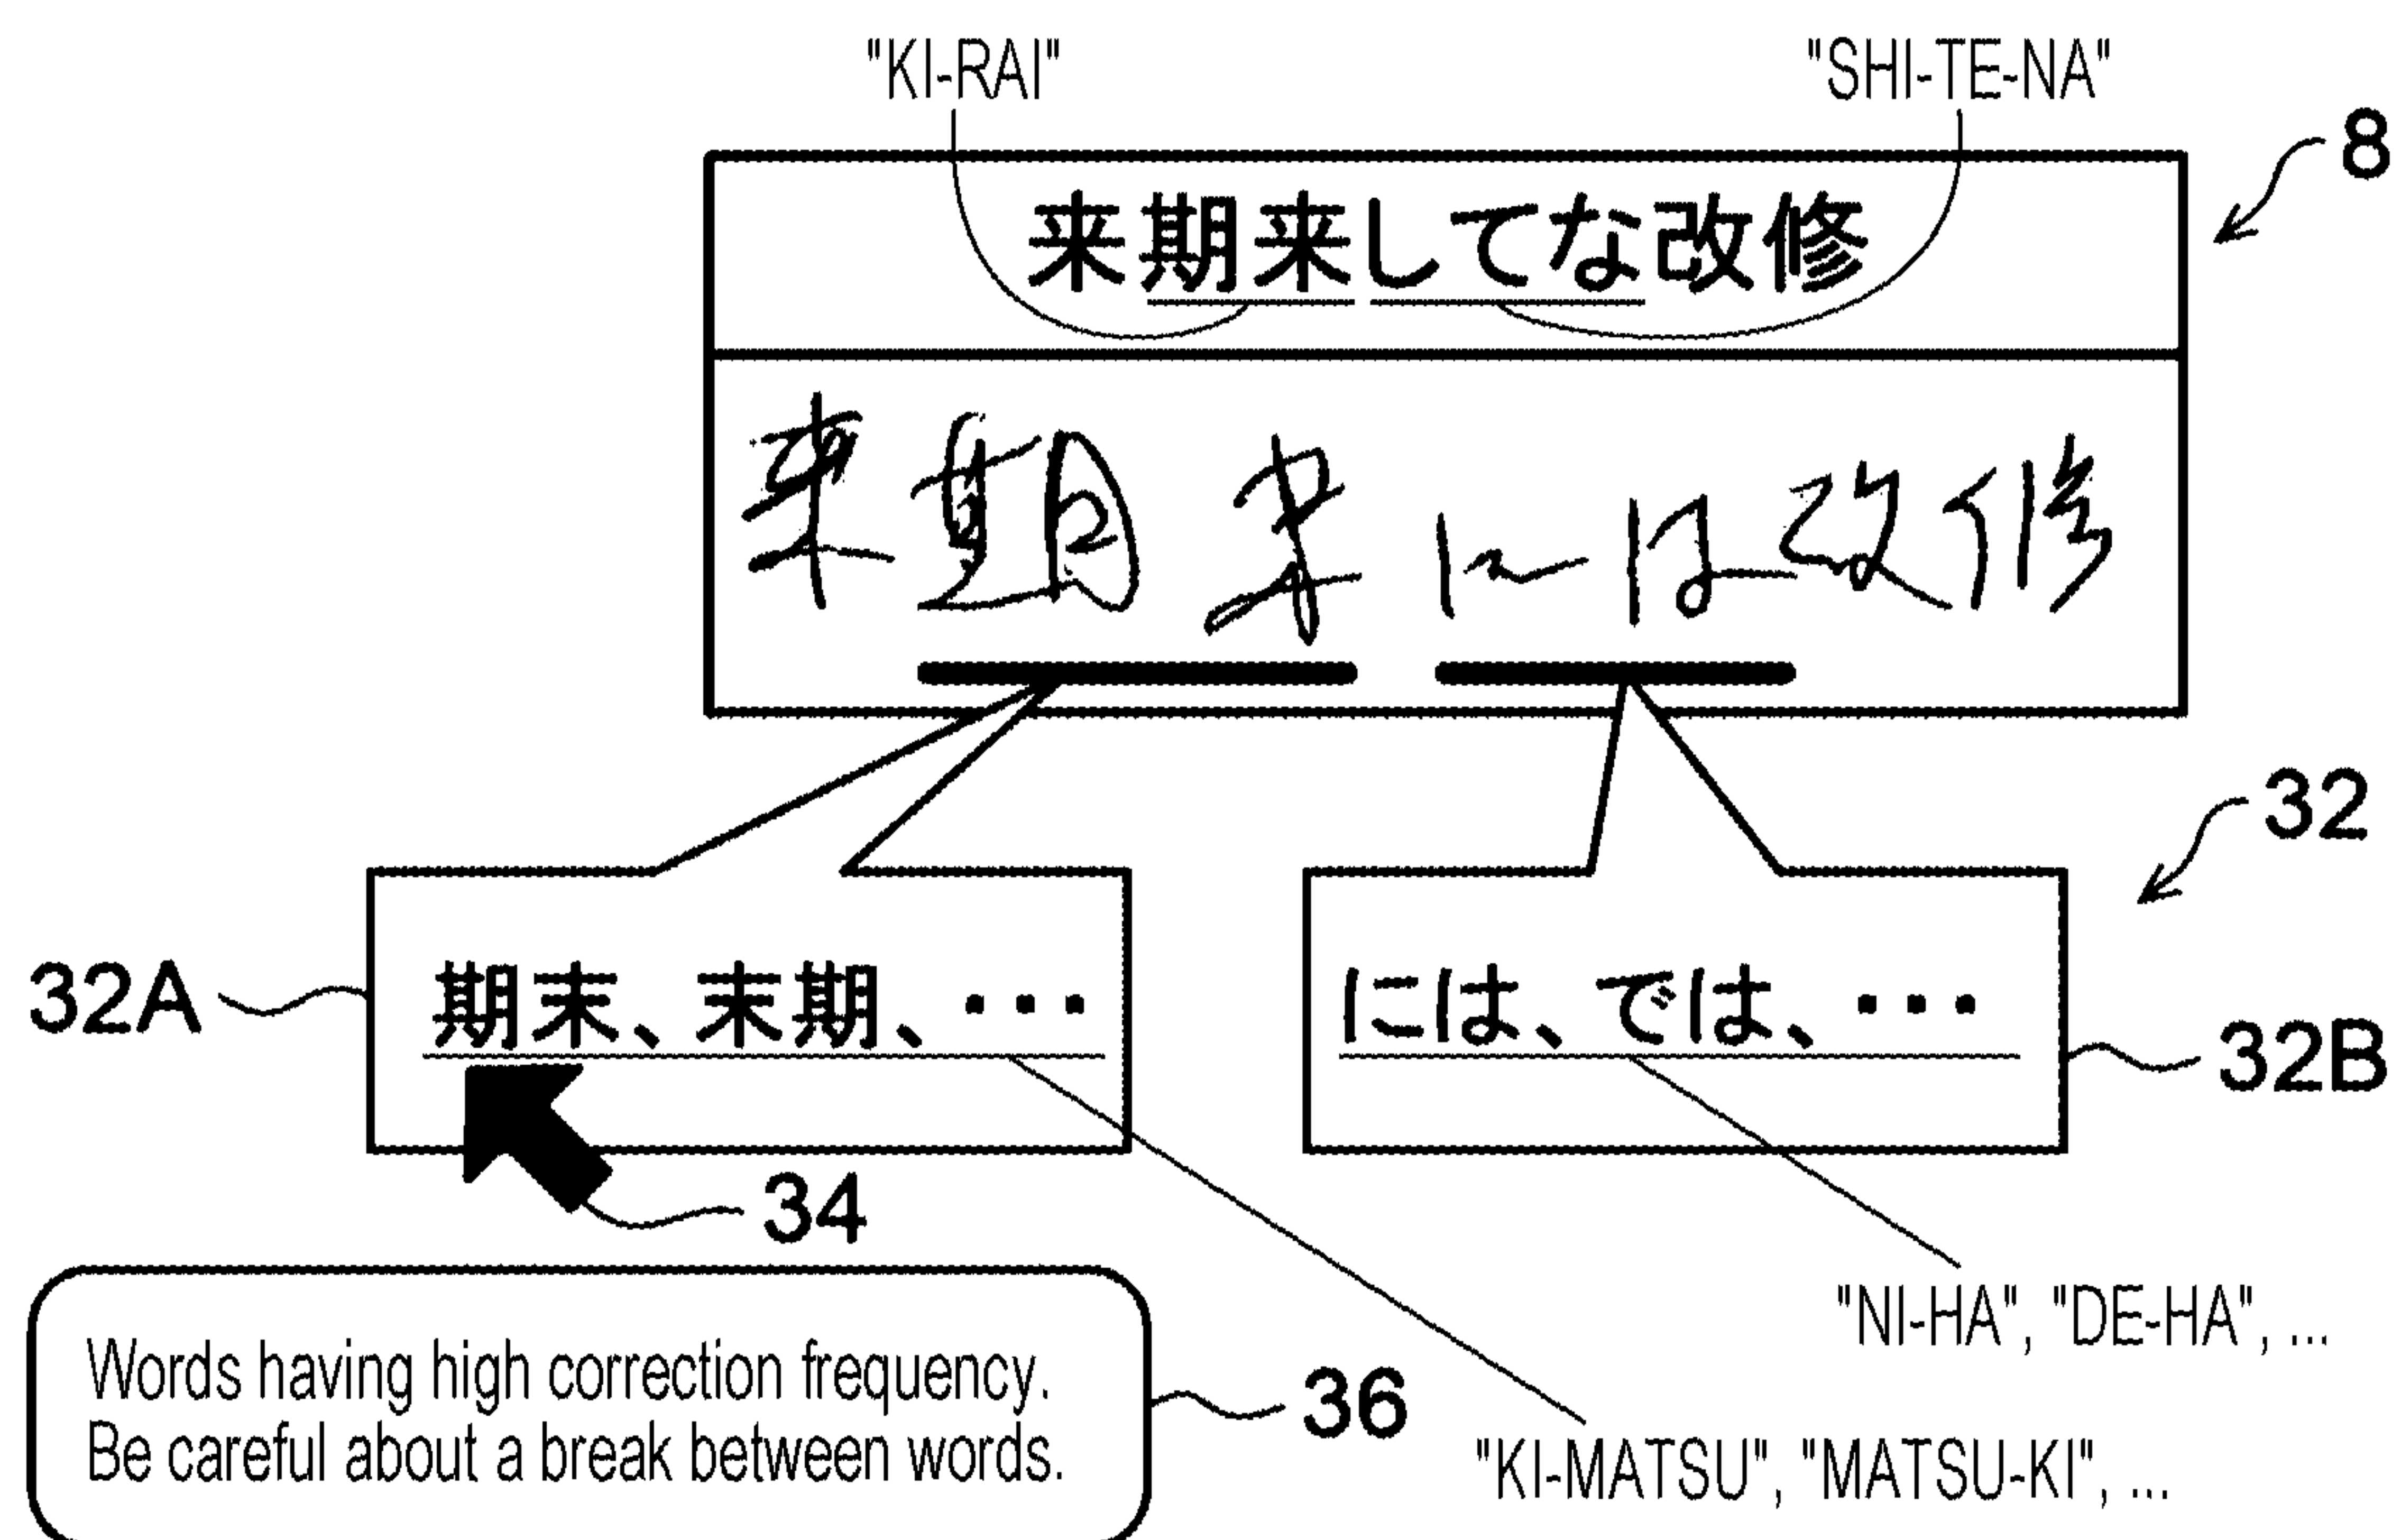 "KI-RAI" "SHI-TE-NA"
8
来期来してな改修
来期末には改修
32
32A 期末、末期、・・・ には、では、・・・ 32B
34
"NI-HA", "DE-HA", ...
Words having high correction frequency.
Be careful about a break between words.
36
"KI-MATSU", "MATSU-KI", ...